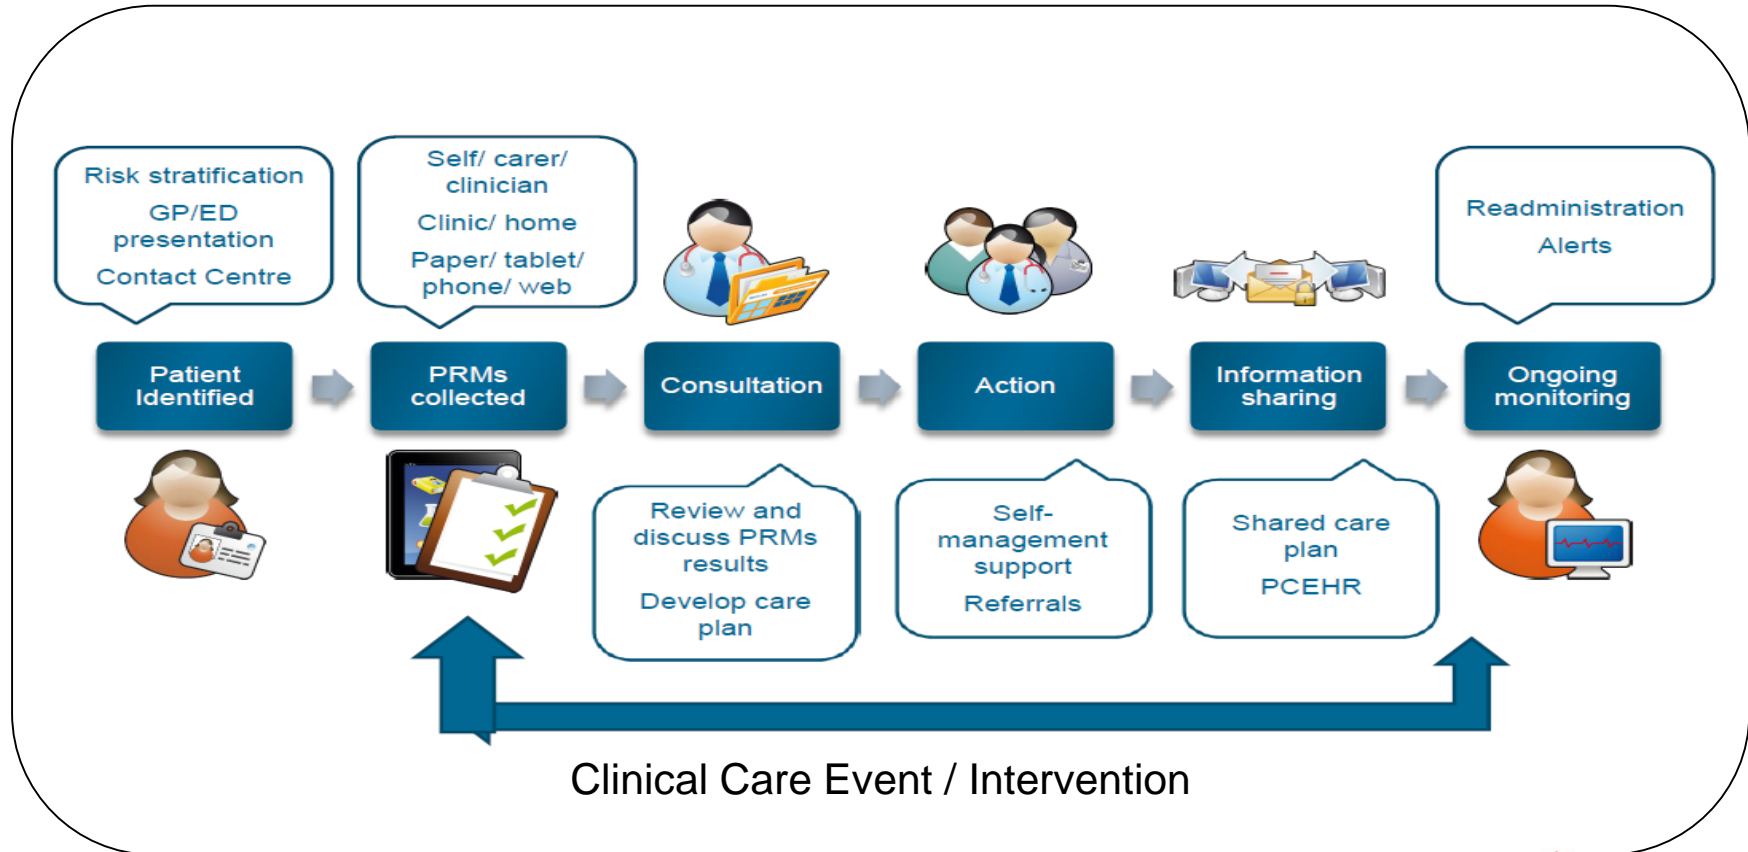 Risk stratification
GP/ED
presentation
Contact Centre
Self/ carer/
clinician
Clinic/ home
Paper/ tablet/
phone/ web
Readministration
Alerts
Patient
Identified
PRMs
collected
Consultation
Action
Information
sharing
Ongoing
monitoring
Review and
discuss PRMs
results
Develop care
plan
Self-
management
support
Referrals
Shared care
plan
PCEHR
Clinical Care Event / Intervention